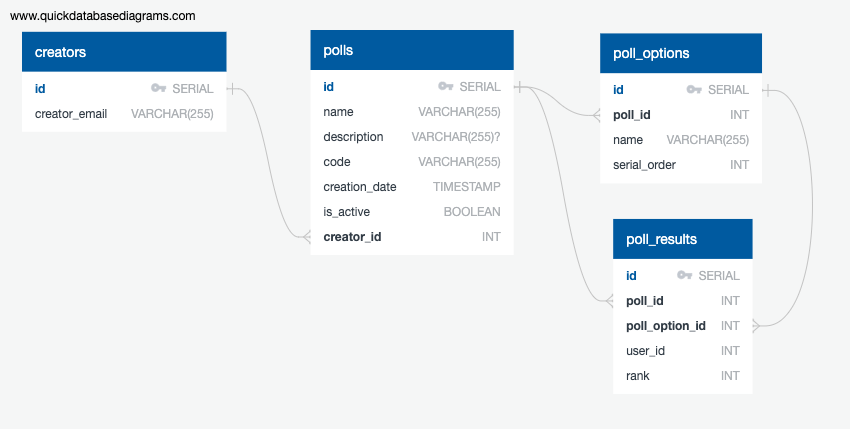 www.quickdatabasediagrams.com
creators
id SERIAL
creator_email VARCHAR(255)
polls
id SERIAL
name VARCHAR(255)
description VARCHAR(255)?
code VARCHAR(255)
creation_date TIMESTAMP
is_active BOOLEAN
creator_id INT
poll_options
id SERIAL
poll_id INT
name VARCHAR(255)
serial_order INT
poll_results
id SERIAL
poll_id INT
poll_option_id INT
user_id INT
rank INT